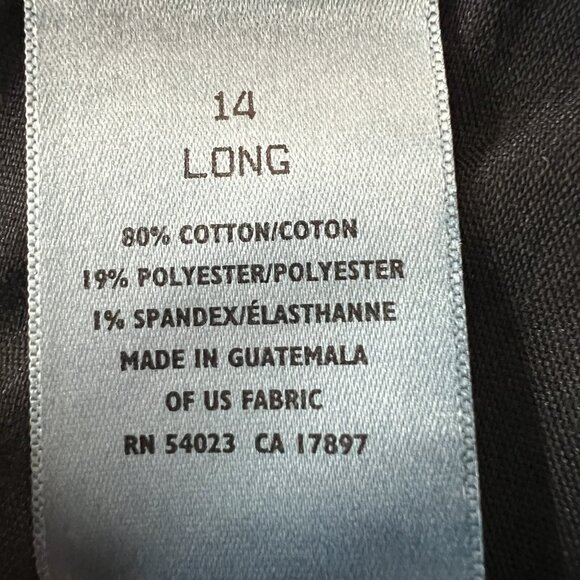 14
LONG
80% COTTON/COTON
19% POLYESTER/POLYESTER
1% SPANDEX/ÉLASTHANNE
MADE IN GUATEMALA
OF US FABRIC
RN 54023 CA 17897